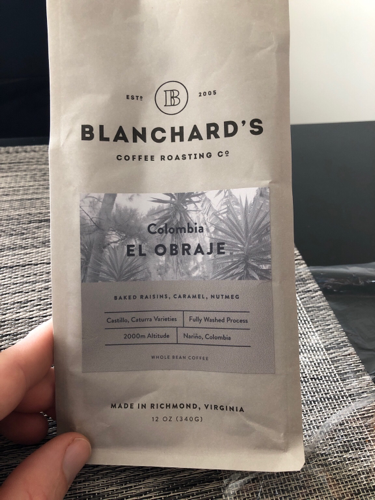 ESTD 2005
B
BLANCHARD'S
COFFEE ROASTING CO
Colombia
EL OBRAJE
BAKED RAISINS, CARAMEL, NUTMEG
Castillo, Caturra Varieties Fully Washed Process
2000m Altitude Nariño, Colombia
WHOLE BEAN COFFEE
MADE IN RICHMOND, VIRGINIA
12 OZ (340G)